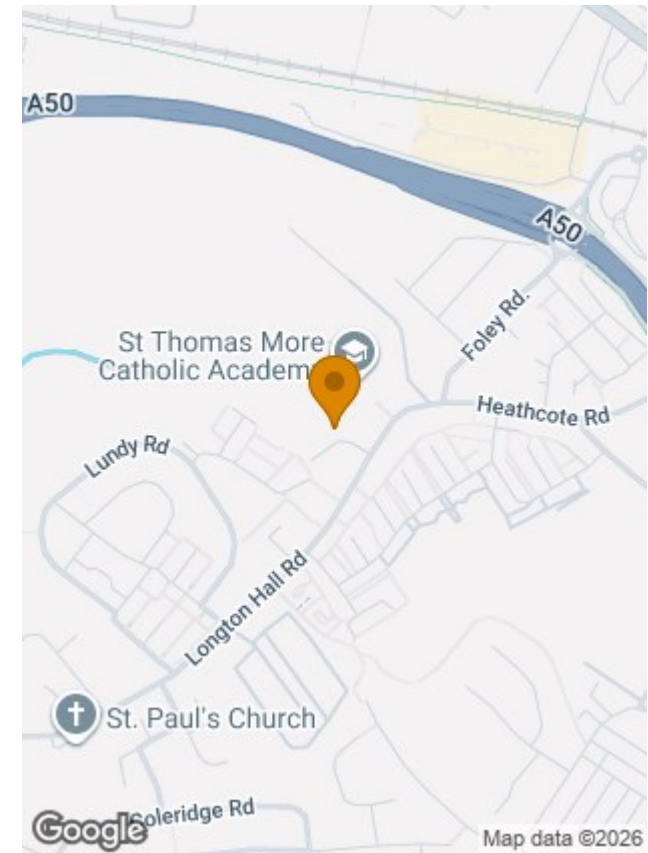 A50
A50
Foley Rd.
St Thomas More
Catholic Academy
Heathcote Rd
Lundy Rd
Longton Hall Rd
St. Paul's Church
Coleridge Rd
Google
Map data ©2026